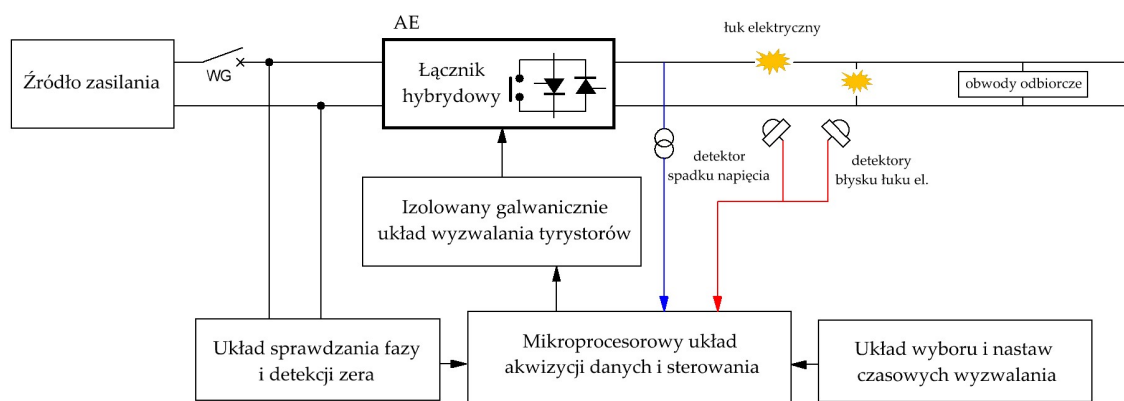 AE
łuk elektryczny
Źródło zasilania
WG
Łącznik
hybrydowy
obwody odbiorcze
detektor
spadku napięcia
detektory
błysku łuku el.
Izolowany galwanicznie
układ wyzwalania tyrystorów
Układ sprawdzania fazy
i detekcji zera
Mikroprocesorowy układ
akwizycji danych i sterowania
Układ wyboru i nastaw
czasowych wyzwalania